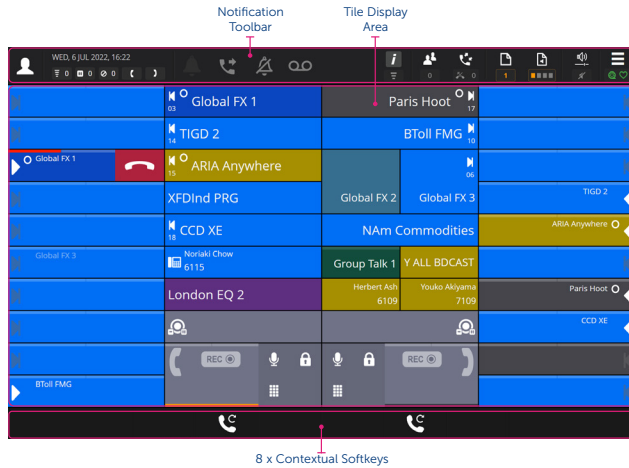 Notification
Toolbar
Tile Display
Area
WED, 6 JUL 2022, 16:22
0 0 0
i
0
0
1
03 Global FX 1
Paris Hoot 17
14 TIGD 2
BToll FMG 10
Global FX 1
15 ARIA Anywhere
06
XFDInd PRG
Global FX 2
Global FX 3
TIGD 2
18 CCD XE
NAm Commodities
ARIA Anywhere
Global FX 3
Noriaki Chow
6115
Group Talk 1
Y ALL BDCAST
London EQ 2
Herbert Ash
6109
Youko Akiyama
7109
Paris Hoot
CCD XE
REC
REC
BToll FMG
8 x Contextual Softkeys